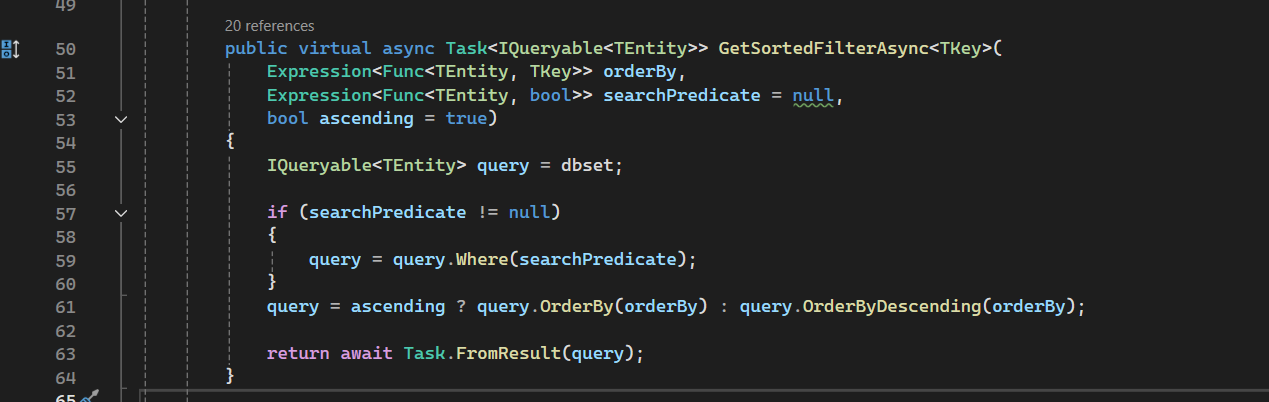 49
20 references
50 public virtual async Task<IQueryable<TEntity>> GetSortedFilterAsync<TKey>(
51 Expression<Func<TEntity, TKey>> orderBy,
52 Expression<Func<TEntity, bool>> searchPredicate = null,
53 bool ascending = true)
54 {
55 IQueryable<TEntity> query = dbset;
56
57 if (searchPredicate != null)
58 {
59 query = query.Where(searchPredicate);
60 }
61 query = ascending ? query.OrderBy(orderBy) : query.OrderByDescending(orderBy);
62
63 return await Task.FromResult(query);
64 }
65